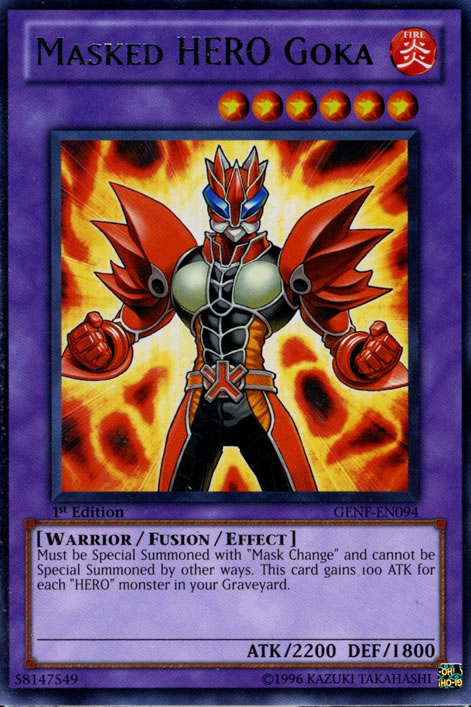 MASKED HERO GOKA
FIRE
炎
1st Edition
GENF-EN094
[WARRIOR / FUSION / EFFECT]
Must be Special Summoned with "Mask Change" and cannot be
Special Summoned by other ways. This card gains 100 ATK for
each "HERO" monster in your Graveyard.
ATK/2200 DEF/1800
58147549
©1996 KAZUKI TAKAHASHI